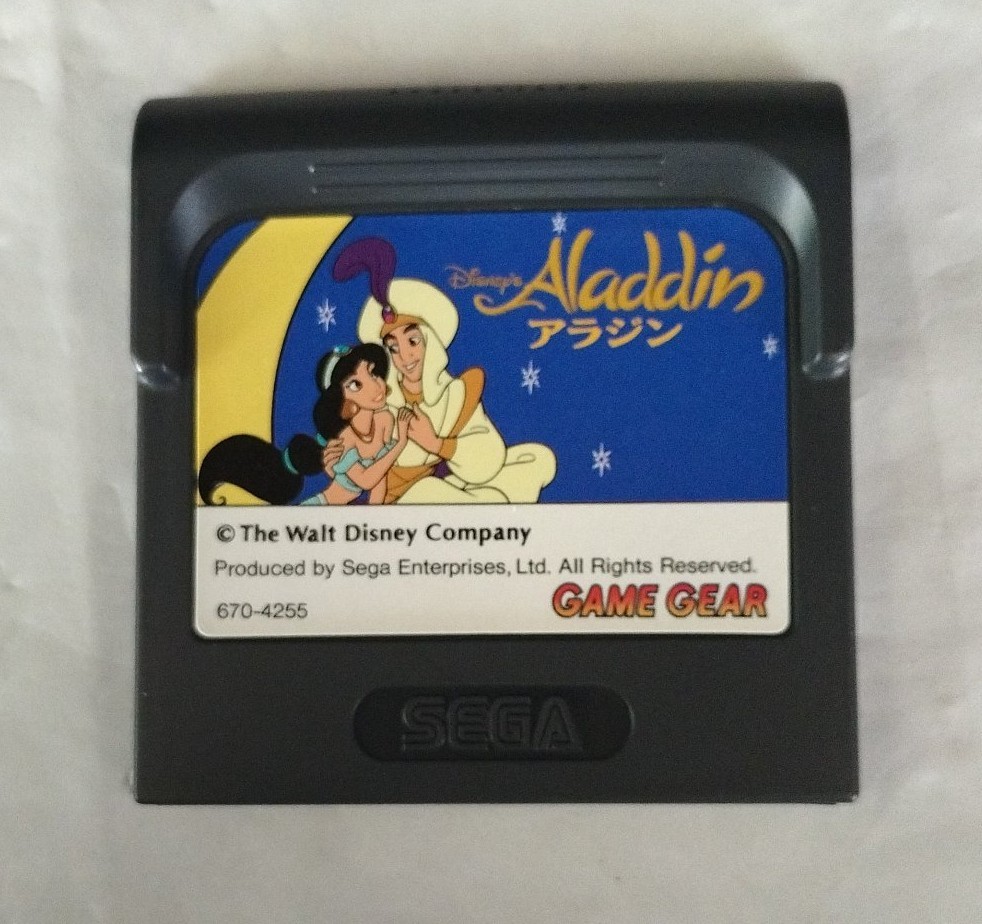 Disney's Aladdin
アラジン
© The Walt Disney Company
Produced by Sega Enterprises, Ltd. All Rights Reserved.
670-4255
GAME GEAR
SEGA